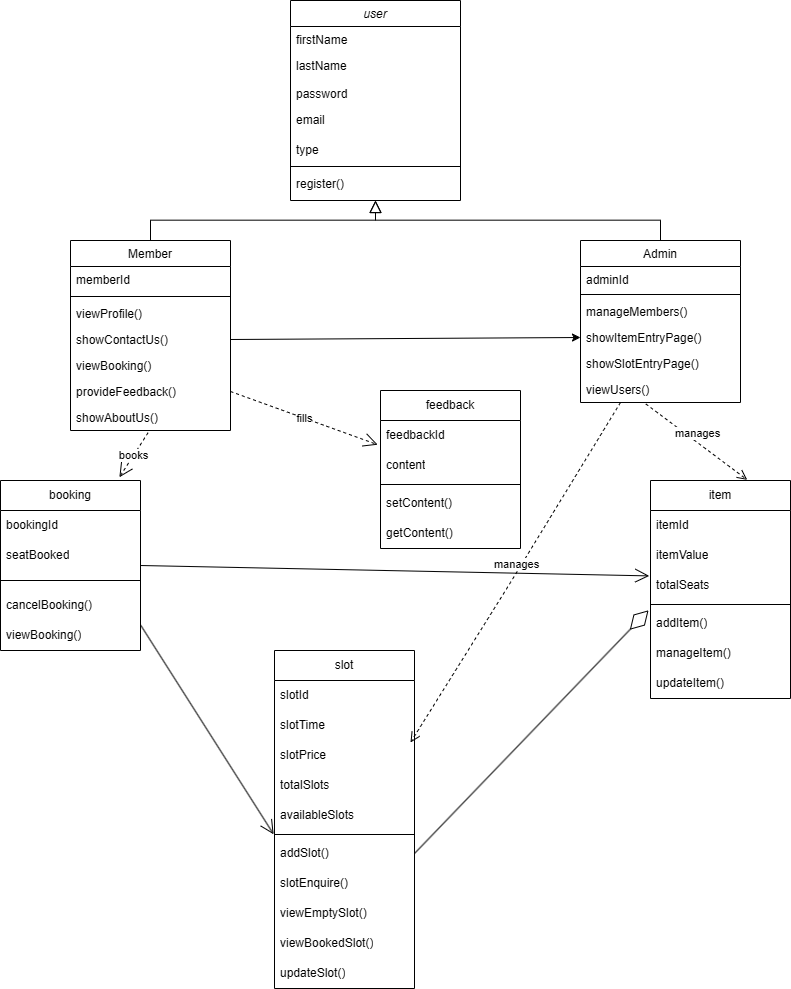 user
firstName
lastName
password
email
type
register()
Member
memberId
viewProfile()
showContactUs()
viewBooking()
provideFeedback()
showAboutUs()
Admin
adminId
manageMembers()
showItemEntryPage()
showSlotEntryPage()
viewUsers()
fills
books
manages
feedback
feedbackId
content
setContent()
getContent()
booking
bookingId
seatBooked
cancelBooking()
viewBooking()
item
itemId
itemValue
totalSeats
addItem()
manageItem()
updateItem()
manages
slot
slotId
slotTime
slotPrice
totalSlots
availableSlots
addSlot()
slotEnquire()
viewEmptySlot()
viewBookedSlot()
updateSlot()